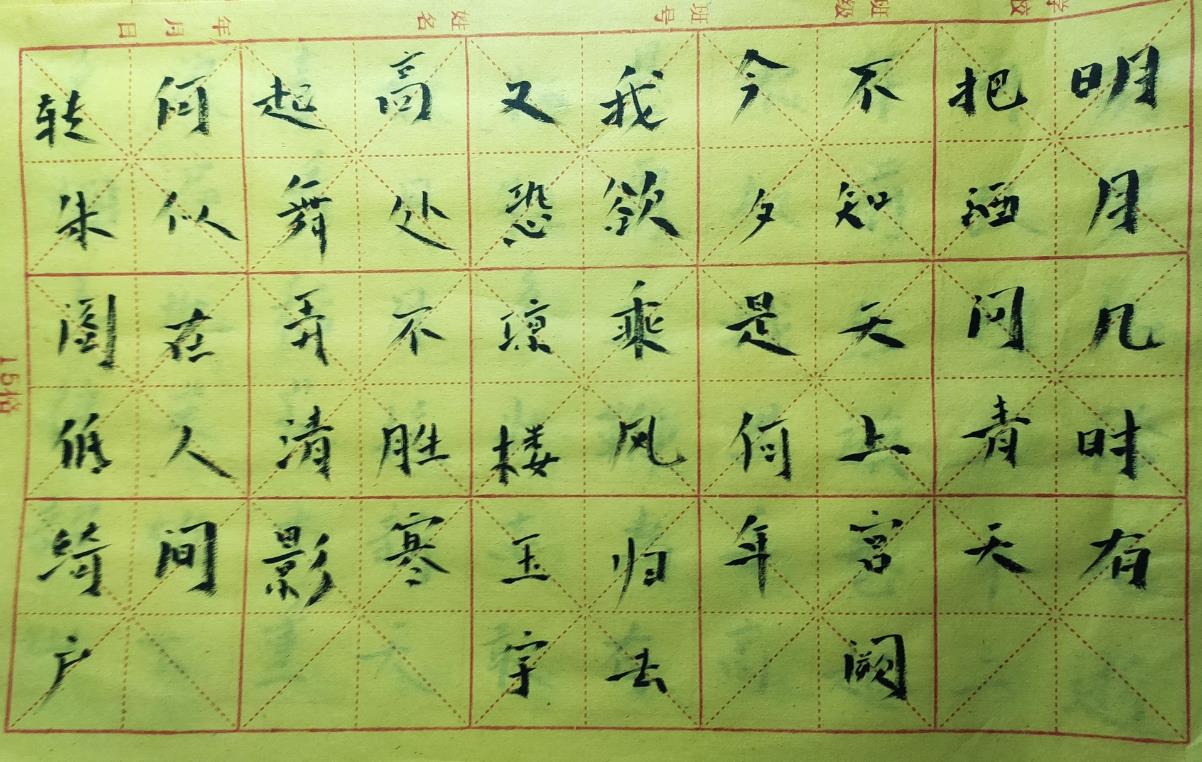 明月几时有
把酒问青天
不知天上宫阙
今夕是何年
我欲乘风归去
又恐琼楼玉宇
高处不胜寒
起舞弄清影
何似在人间
转朱阁低绮户
学校
班级
班号
姓名
年月日